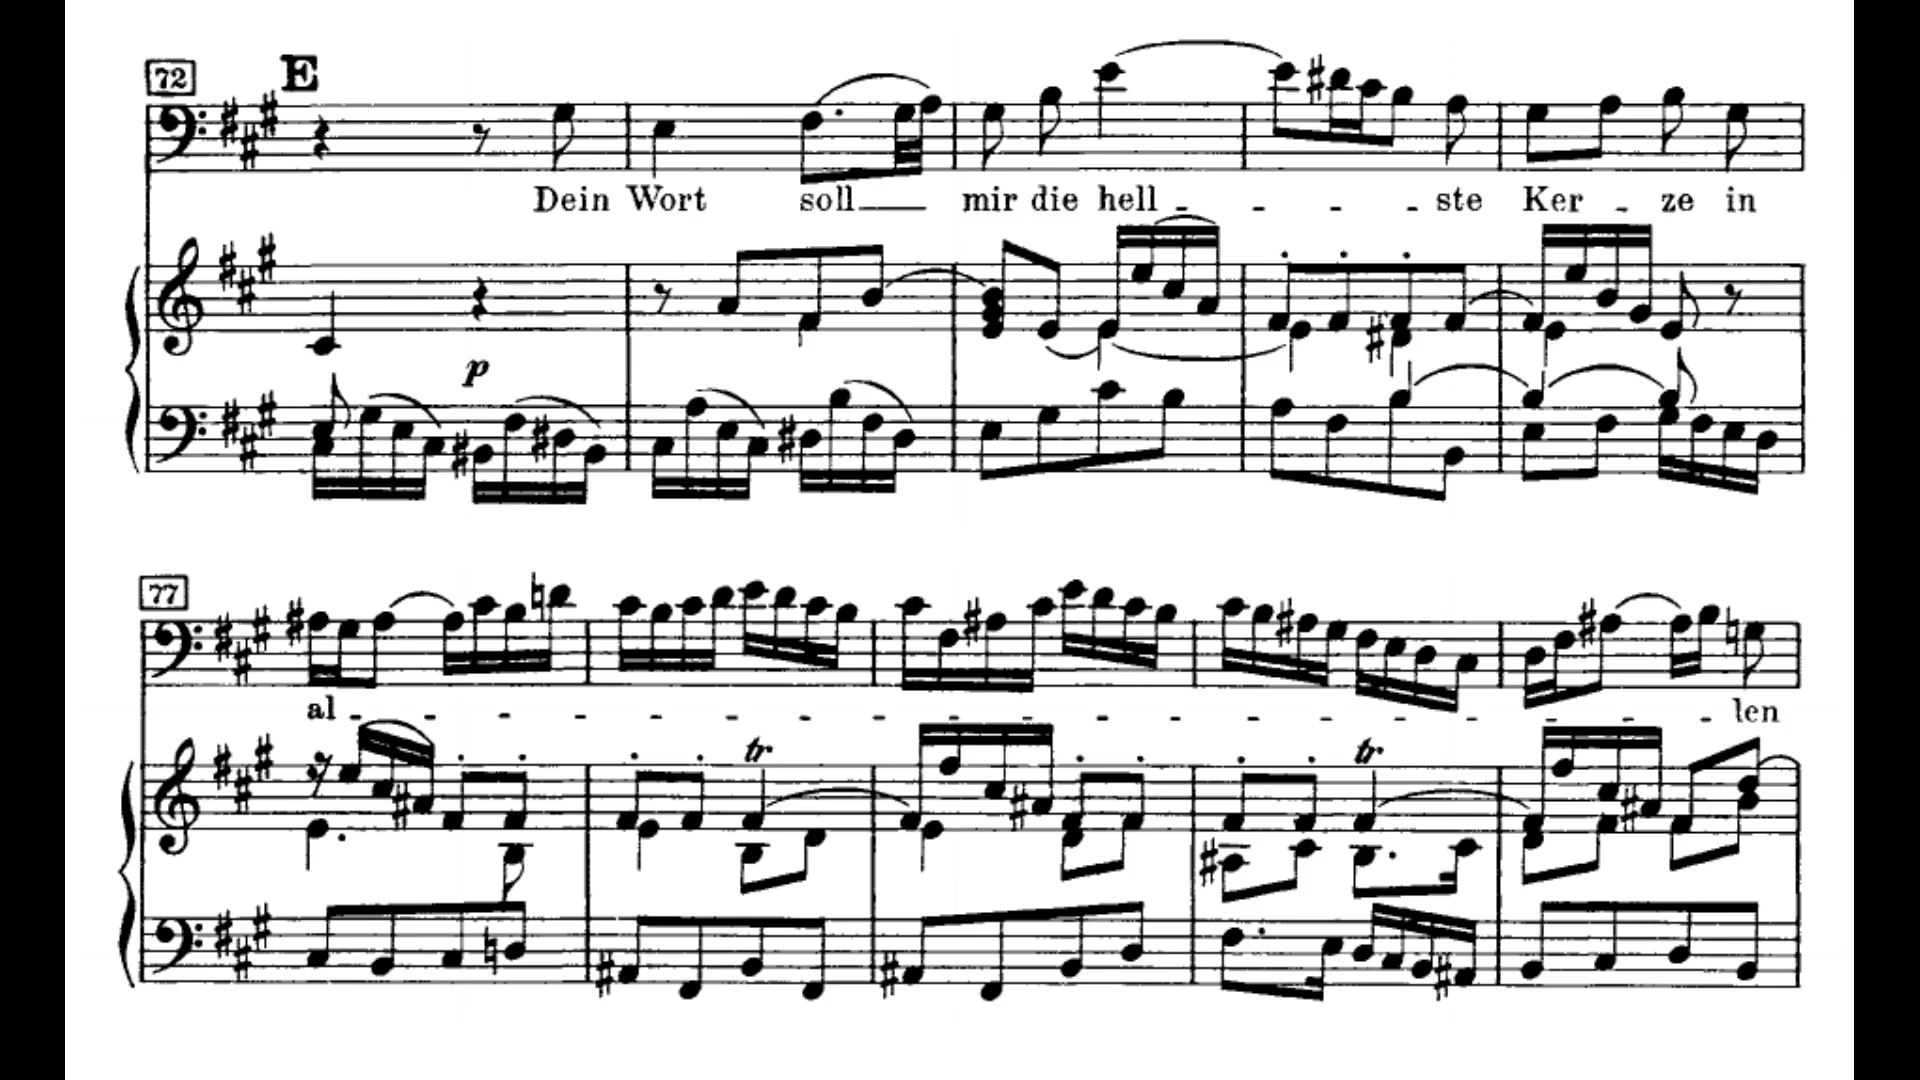 72 E
Dein Wort soll mir die hell - - - - ste Ker - ze in
p
77
al - - - - - - - - - - - - - - - - - - - len
tr. tr.